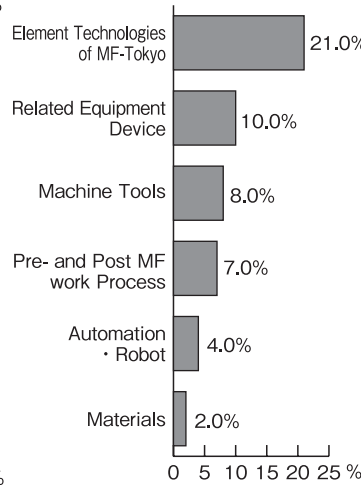 Element Technologies
of MF-Tokyo
21.0%
Related Equipment
Device
10.0%
Machine Tools
8.0%
Pre- and Post MF
work Process
7.0%
Automation
・Robot
4.0%
Materials
2.0%
%
0 5 10 15 20 25 %